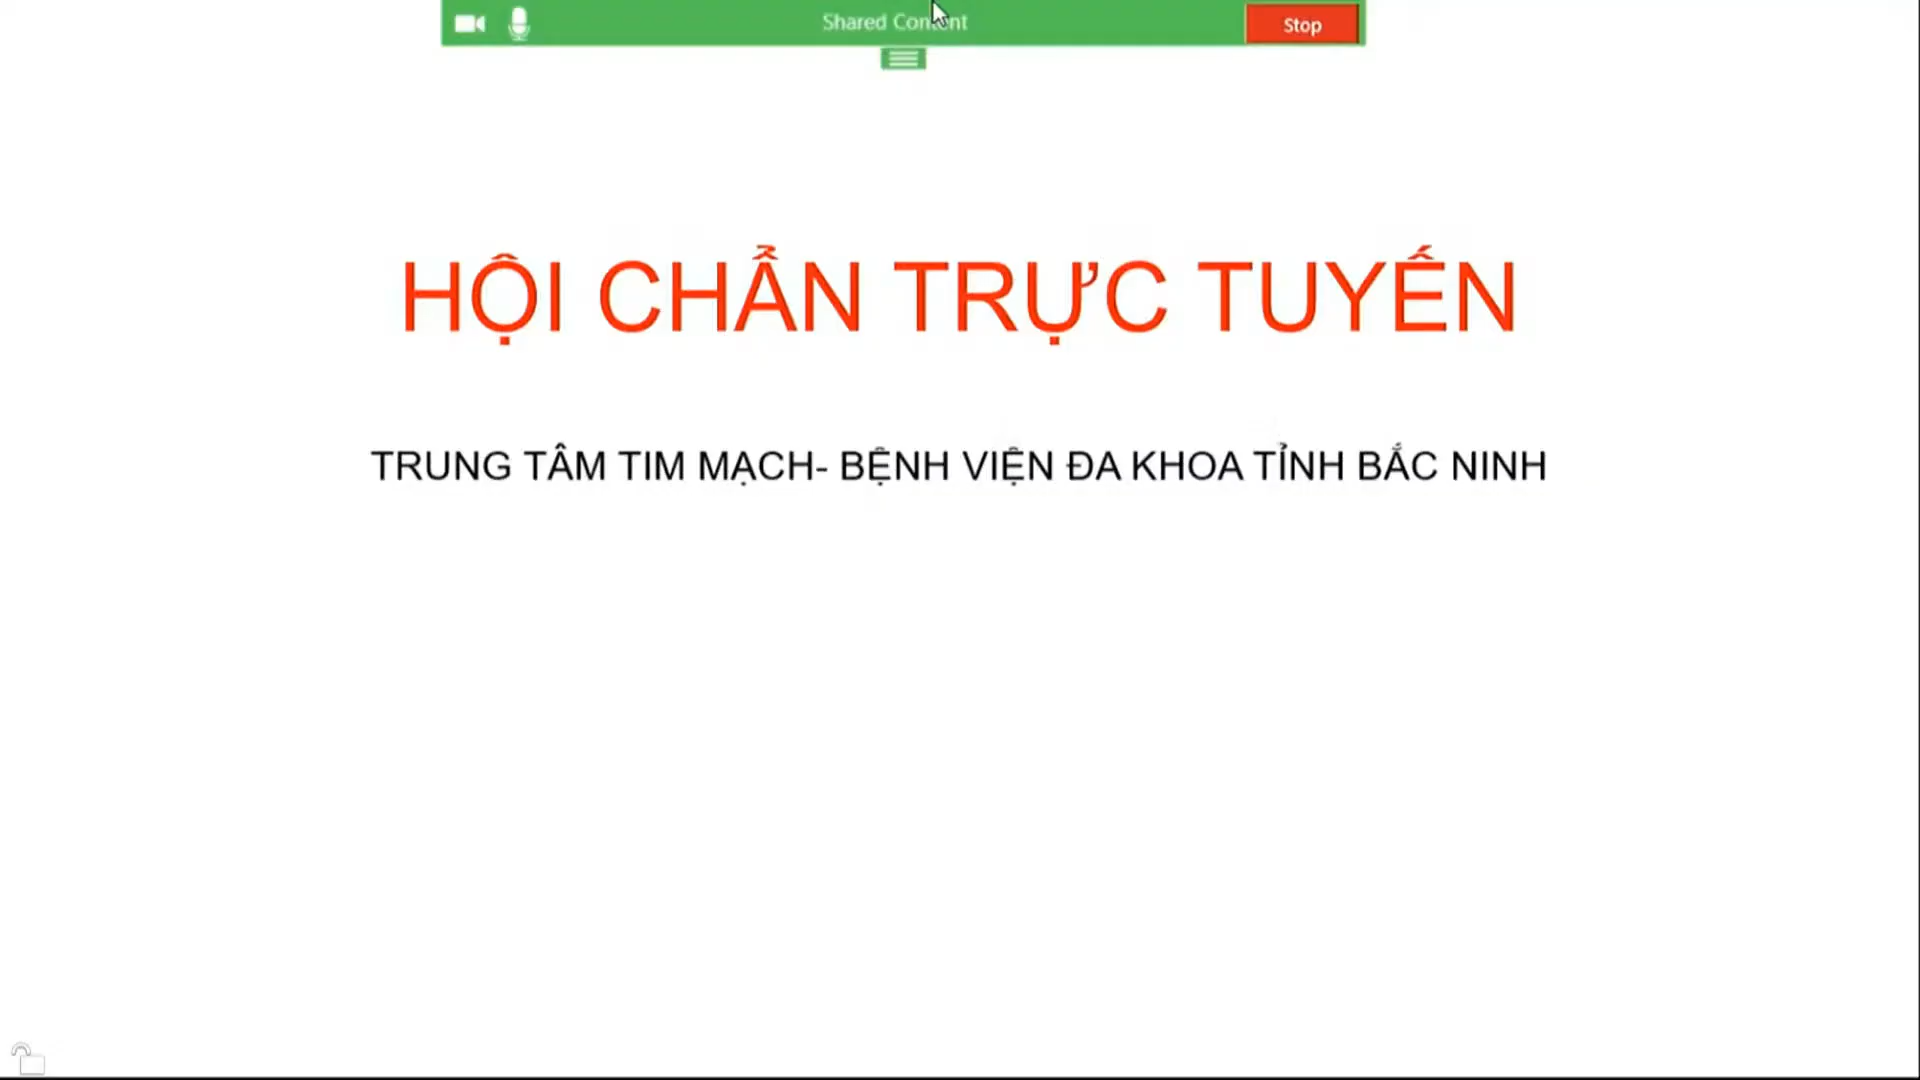 Shared Content
Stop
HỘI CHẨN TRỰC TUYẾN
TRUNG TÂM TIM MẠCH- BỆNH VIỆN ĐA KHOA TỈNH BẮC NINH